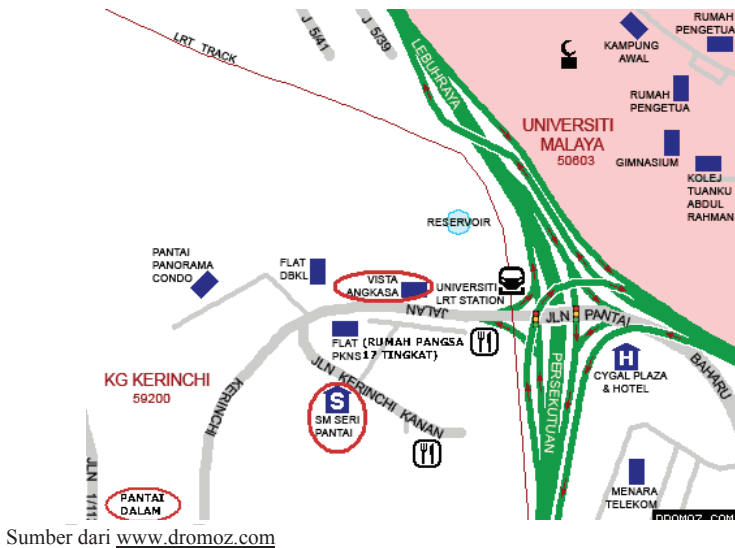 LRT TRACK
J 5/41
J 5/39
LEBUHRAYA
KAMPUNG
AWAL
RUMAH
PENGETUA
RUMAH
PENGETUA
UNIVERSITI
MALAYA
50603
GIMNASIUM
KOLEJ
TUANKU
ABDUL
RAHMAN
RESERVOIR
PANTAI
PANORAMA
CONDO
FLAT
DBKL
VISTA
ANGKASA
UNIVERSITI
LRT STATION
JALAN
JLN PANTAI
BAHARU
FLAT
PKNS
(RUMAH PANGSA
17 TINGKAT)
CYGAL PLAZA
& HOTEL
H
KG KERINCHI
59200
KERINCHI
JLN KERINCHI KANAN
S
SM SERI
PANTAI
PERSEKUTUAN
MENARA
TELEKOM
PANTAI
DALAM
DROMOZ.COM
Sumber dari www.dromoz.com